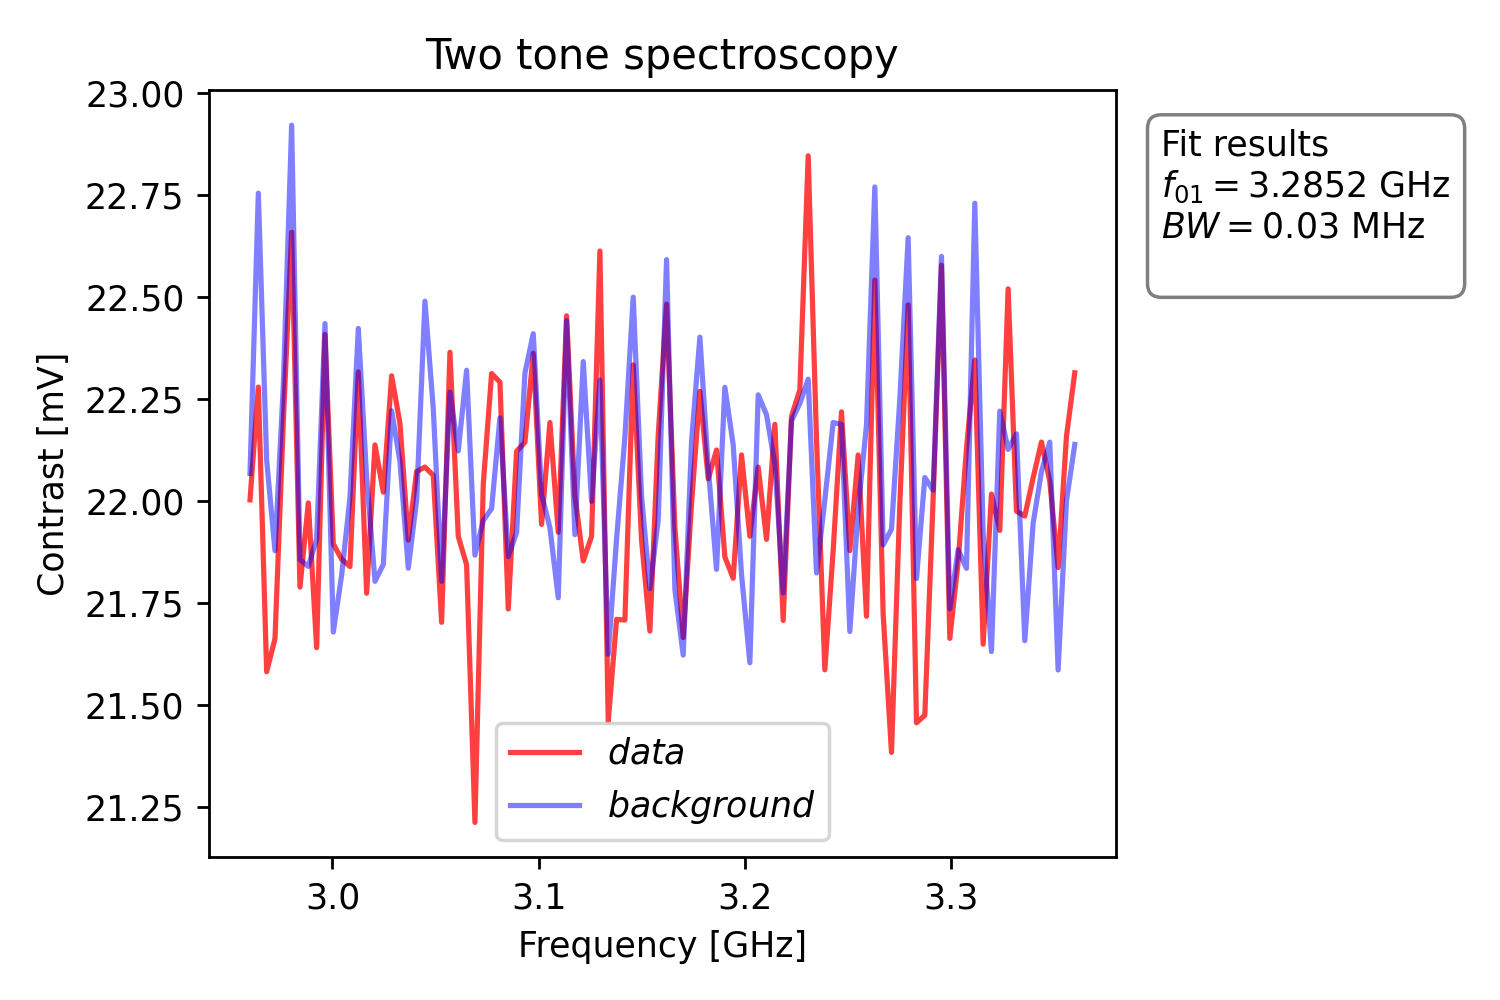 Two tone spectroscopy
23.00
22.75
22.50
22.25
22.00
21.75
21.50
21.25
Contrast [mV]
3.0 3.1 3.2 3.3
Frequency [GHz]
data
background
Fit results
f₀₁ = 3.2852 GHz
BW = 0.03 MHz